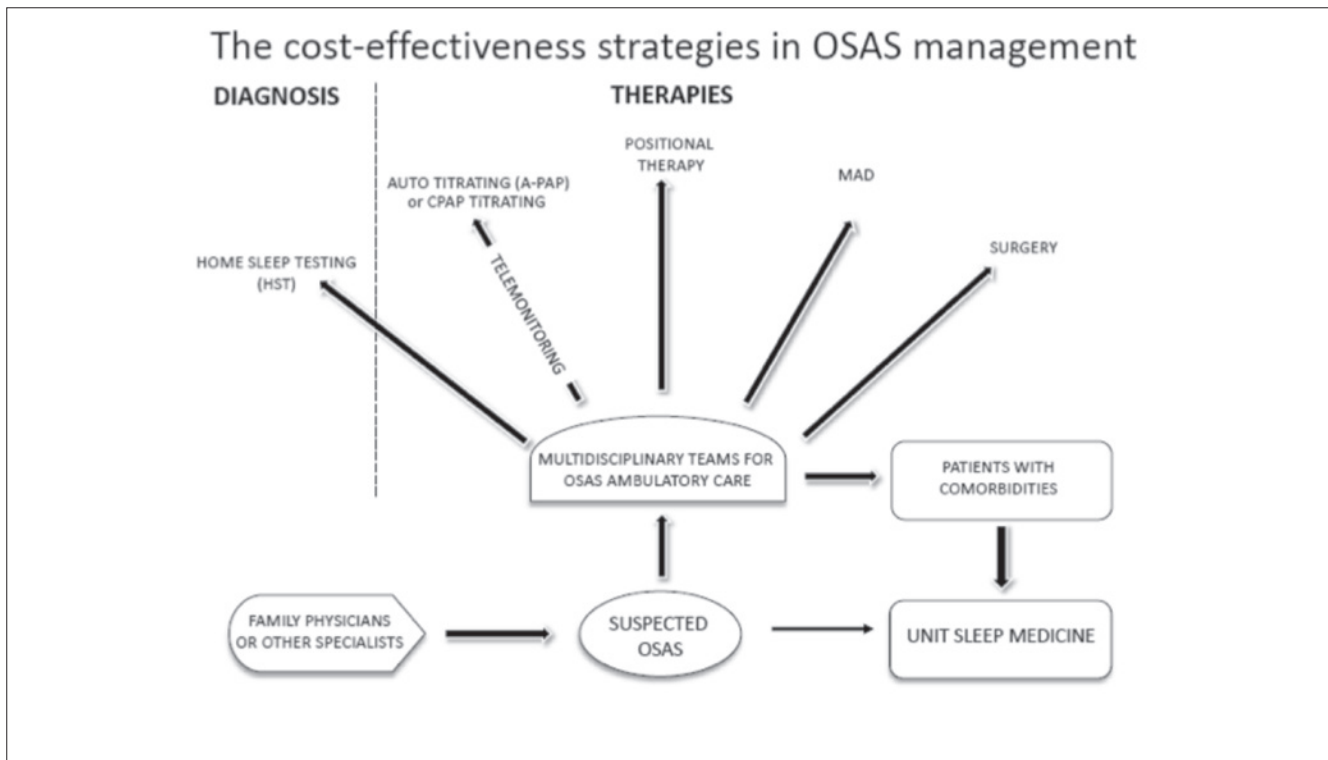 The cost-effectiveness strategies in OSAS management
DIAGNOSIS
THERAPIES
POSITIONAL
THERAPY
MAD
AUTO TITRATING (A-PAP)
or CPAP TiTRATING
SURGERY
HOME SLEEP TESTING
(HST)
TELEMONITORING
MULTIDISCIPLINARY TEAMS FOR
OSAS AMBULATORY CARE
PATIENTS WITH
COMORBIDITIES
FAMILY PHYSICIANS
OR OTHER SPECIALISTS
SUSPECTED
OSAS
UNIT SLEEP MEDICINE